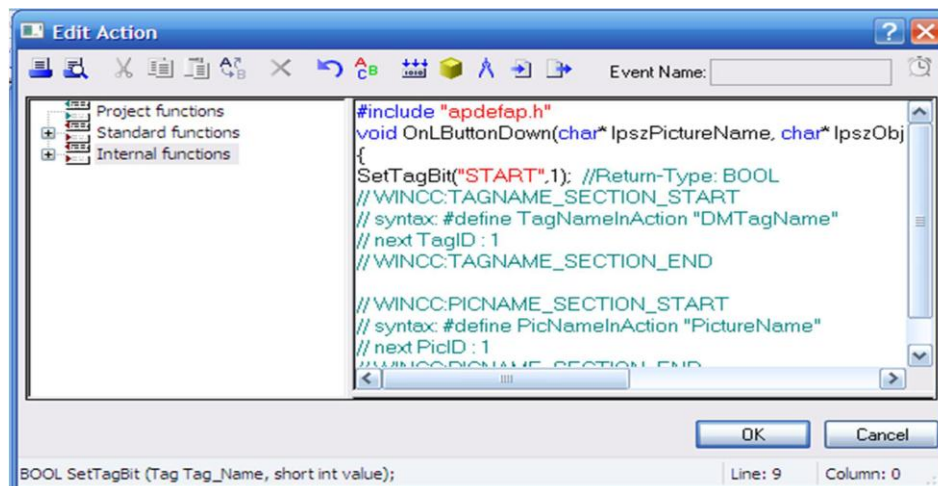 Edit Action
Event Name:
Project functions
Standard functions
Internal functions
#include "apdefap.h"
void OnLButtonDown(char* lpszPictureName, char* lpszObj
{
SetTagBit("START",1); //Return-Type: BOOL
// WINCC:TAGNAME_SECTION_START
// syntax: #define TagNameInAction "DMTagName"
// next TagID : 1
// WINCC:TAGNAME_SECTION_END
// WINCC:PICNAME_SECTION_START
// syntax: #define PicNameInAction "PictureName"
// next PicID : 1
// WINCC:PICNAME_SECTION_END
OK
Cancel
BOOL SetTagBit (Tag Tag_Name, short int value);
Line: 9
Column: 0